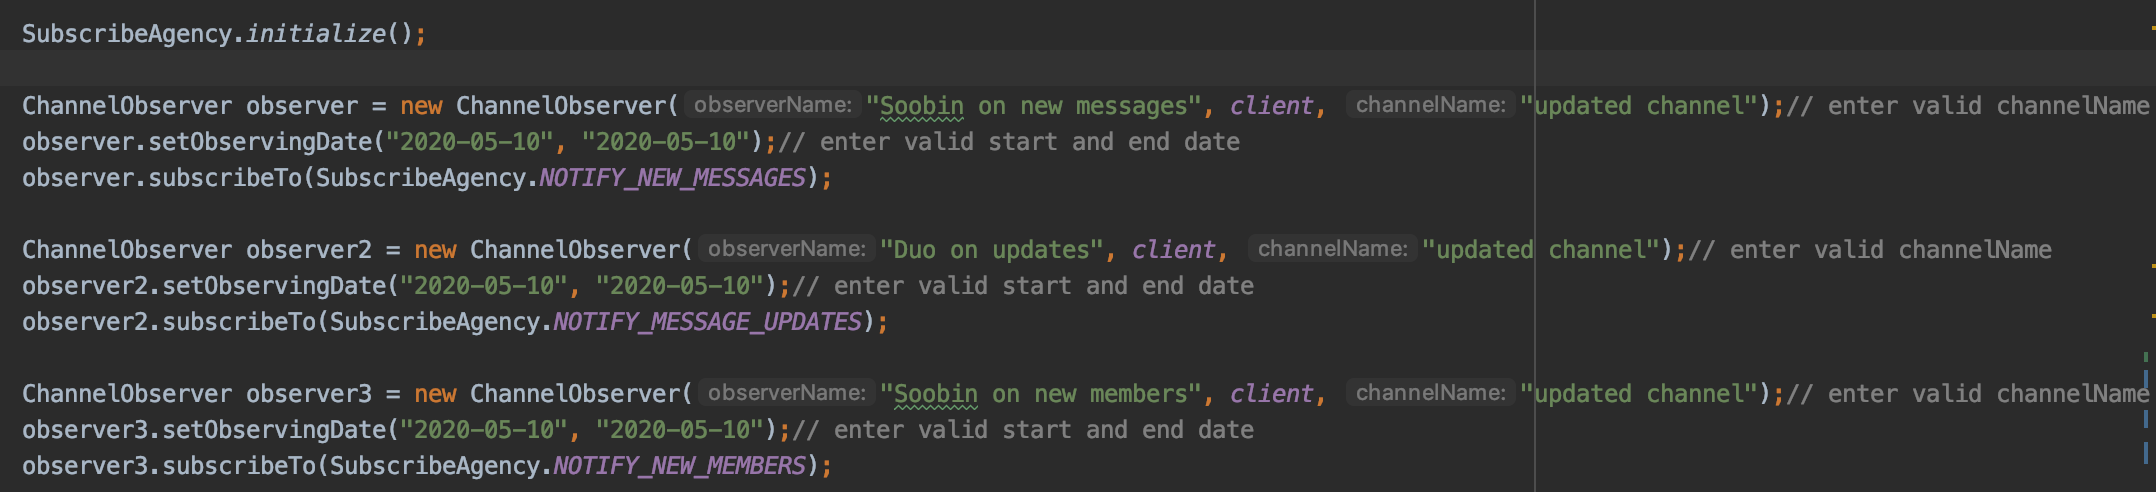 SubscribeAgency.initialize();
ChannelObserver observer = new ChannelObserver( observerName: "Soobin on new messages", client, channelName: "updated channel");// enter valid channelName
observer.setObservingDate("2020-05-10", "2020-05-10");// enter valid start and end date
observer.subscribeTo(SubscribeAgency.NOTIFY_NEW_MESSAGES);
ChannelObserver observer2 = new ChannelObserver( observerName: "Duo on updates", client, channelName: "updated channel");// enter valid channelName
observer2.setObservingDate("2020-05-10", "2020-05-10");// enter valid start and end date
observer2.subscribeTo(SubscribeAgency.NOTIFY_MESSAGE_UPDATES);
ChannelObserver observer3 = new ChannelObserver( observerName: "Soobin on new members", client, channelName: "updated channel");// enter valid channelName
observer3.setObservingDate("2020-05-10", "2020-05-10");// enter valid start and end date
observer3.subscribeTo(SubscribeAgency.NOTIFY_NEW_MEMBERS);